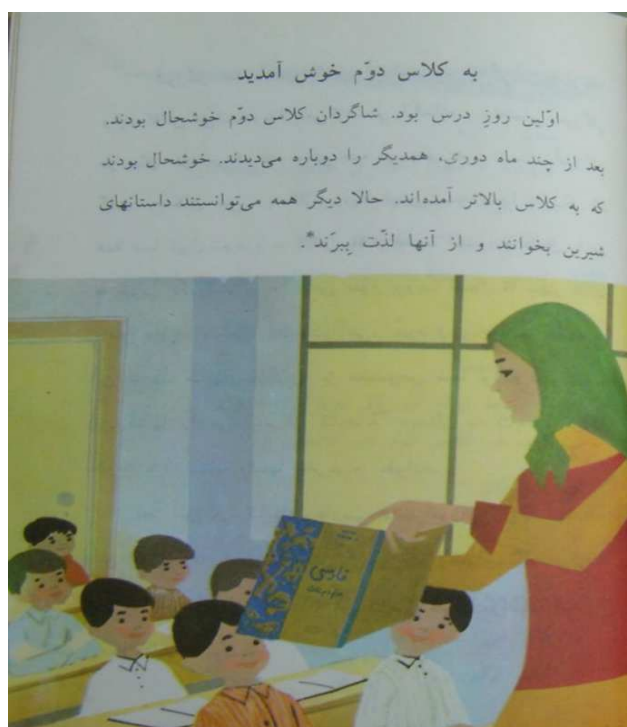 به کلاس دوّم خوش آمدید
اوّلین روزِ درس بود. شاگردان کلاس دوّم خوشحال بودند.
بعد از چند ماه دوری، همدیگر را دوباره می‌دیدند. خوشحال بودند
که به کلاس بالاتر آمده‌اند. حالا دیگر همه می‌توانستند داستانهای
شیرین بخوانند و از آنها لذّت بِبرَند*.
فارسی